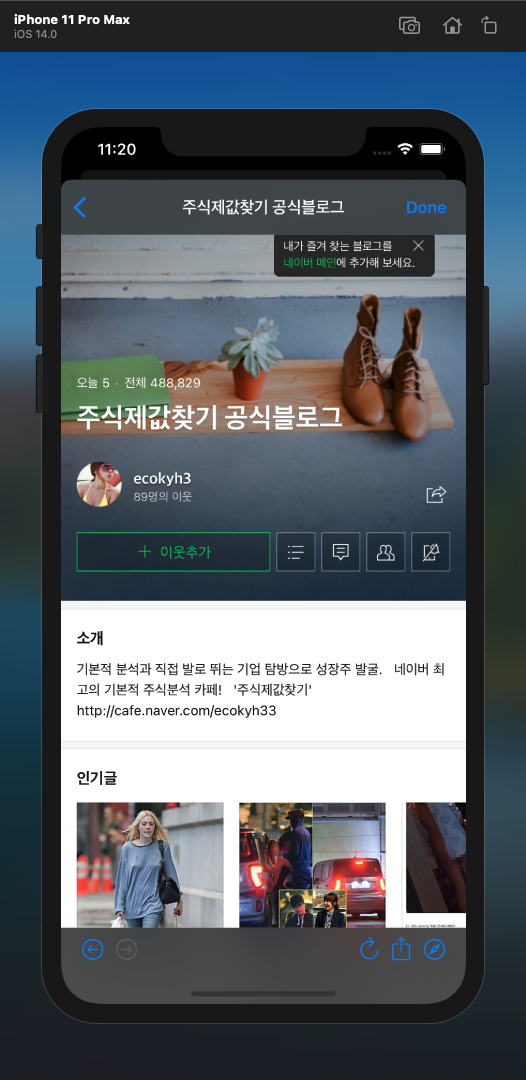 iPhone 11 Pro Max
iOS 14.0
11:20
주식제값찾기 공식블로그
Done
내가 즐겨 찾는 블로그를
네이버 메인에 추가해 보세요.
오늘 5 · 전체 488,829
주식제값찾기 공식블로그
ecokyh3
89명의 이웃
이웃추가
소개
기본적 분석과 직접 발로 뛰는 기업 탐방으로 성장주 발굴. 네이버 최
고의 기본적 주식분석 카페! '주식제값찾기'
http://cafe.naver.com/ecokyh33
인기글